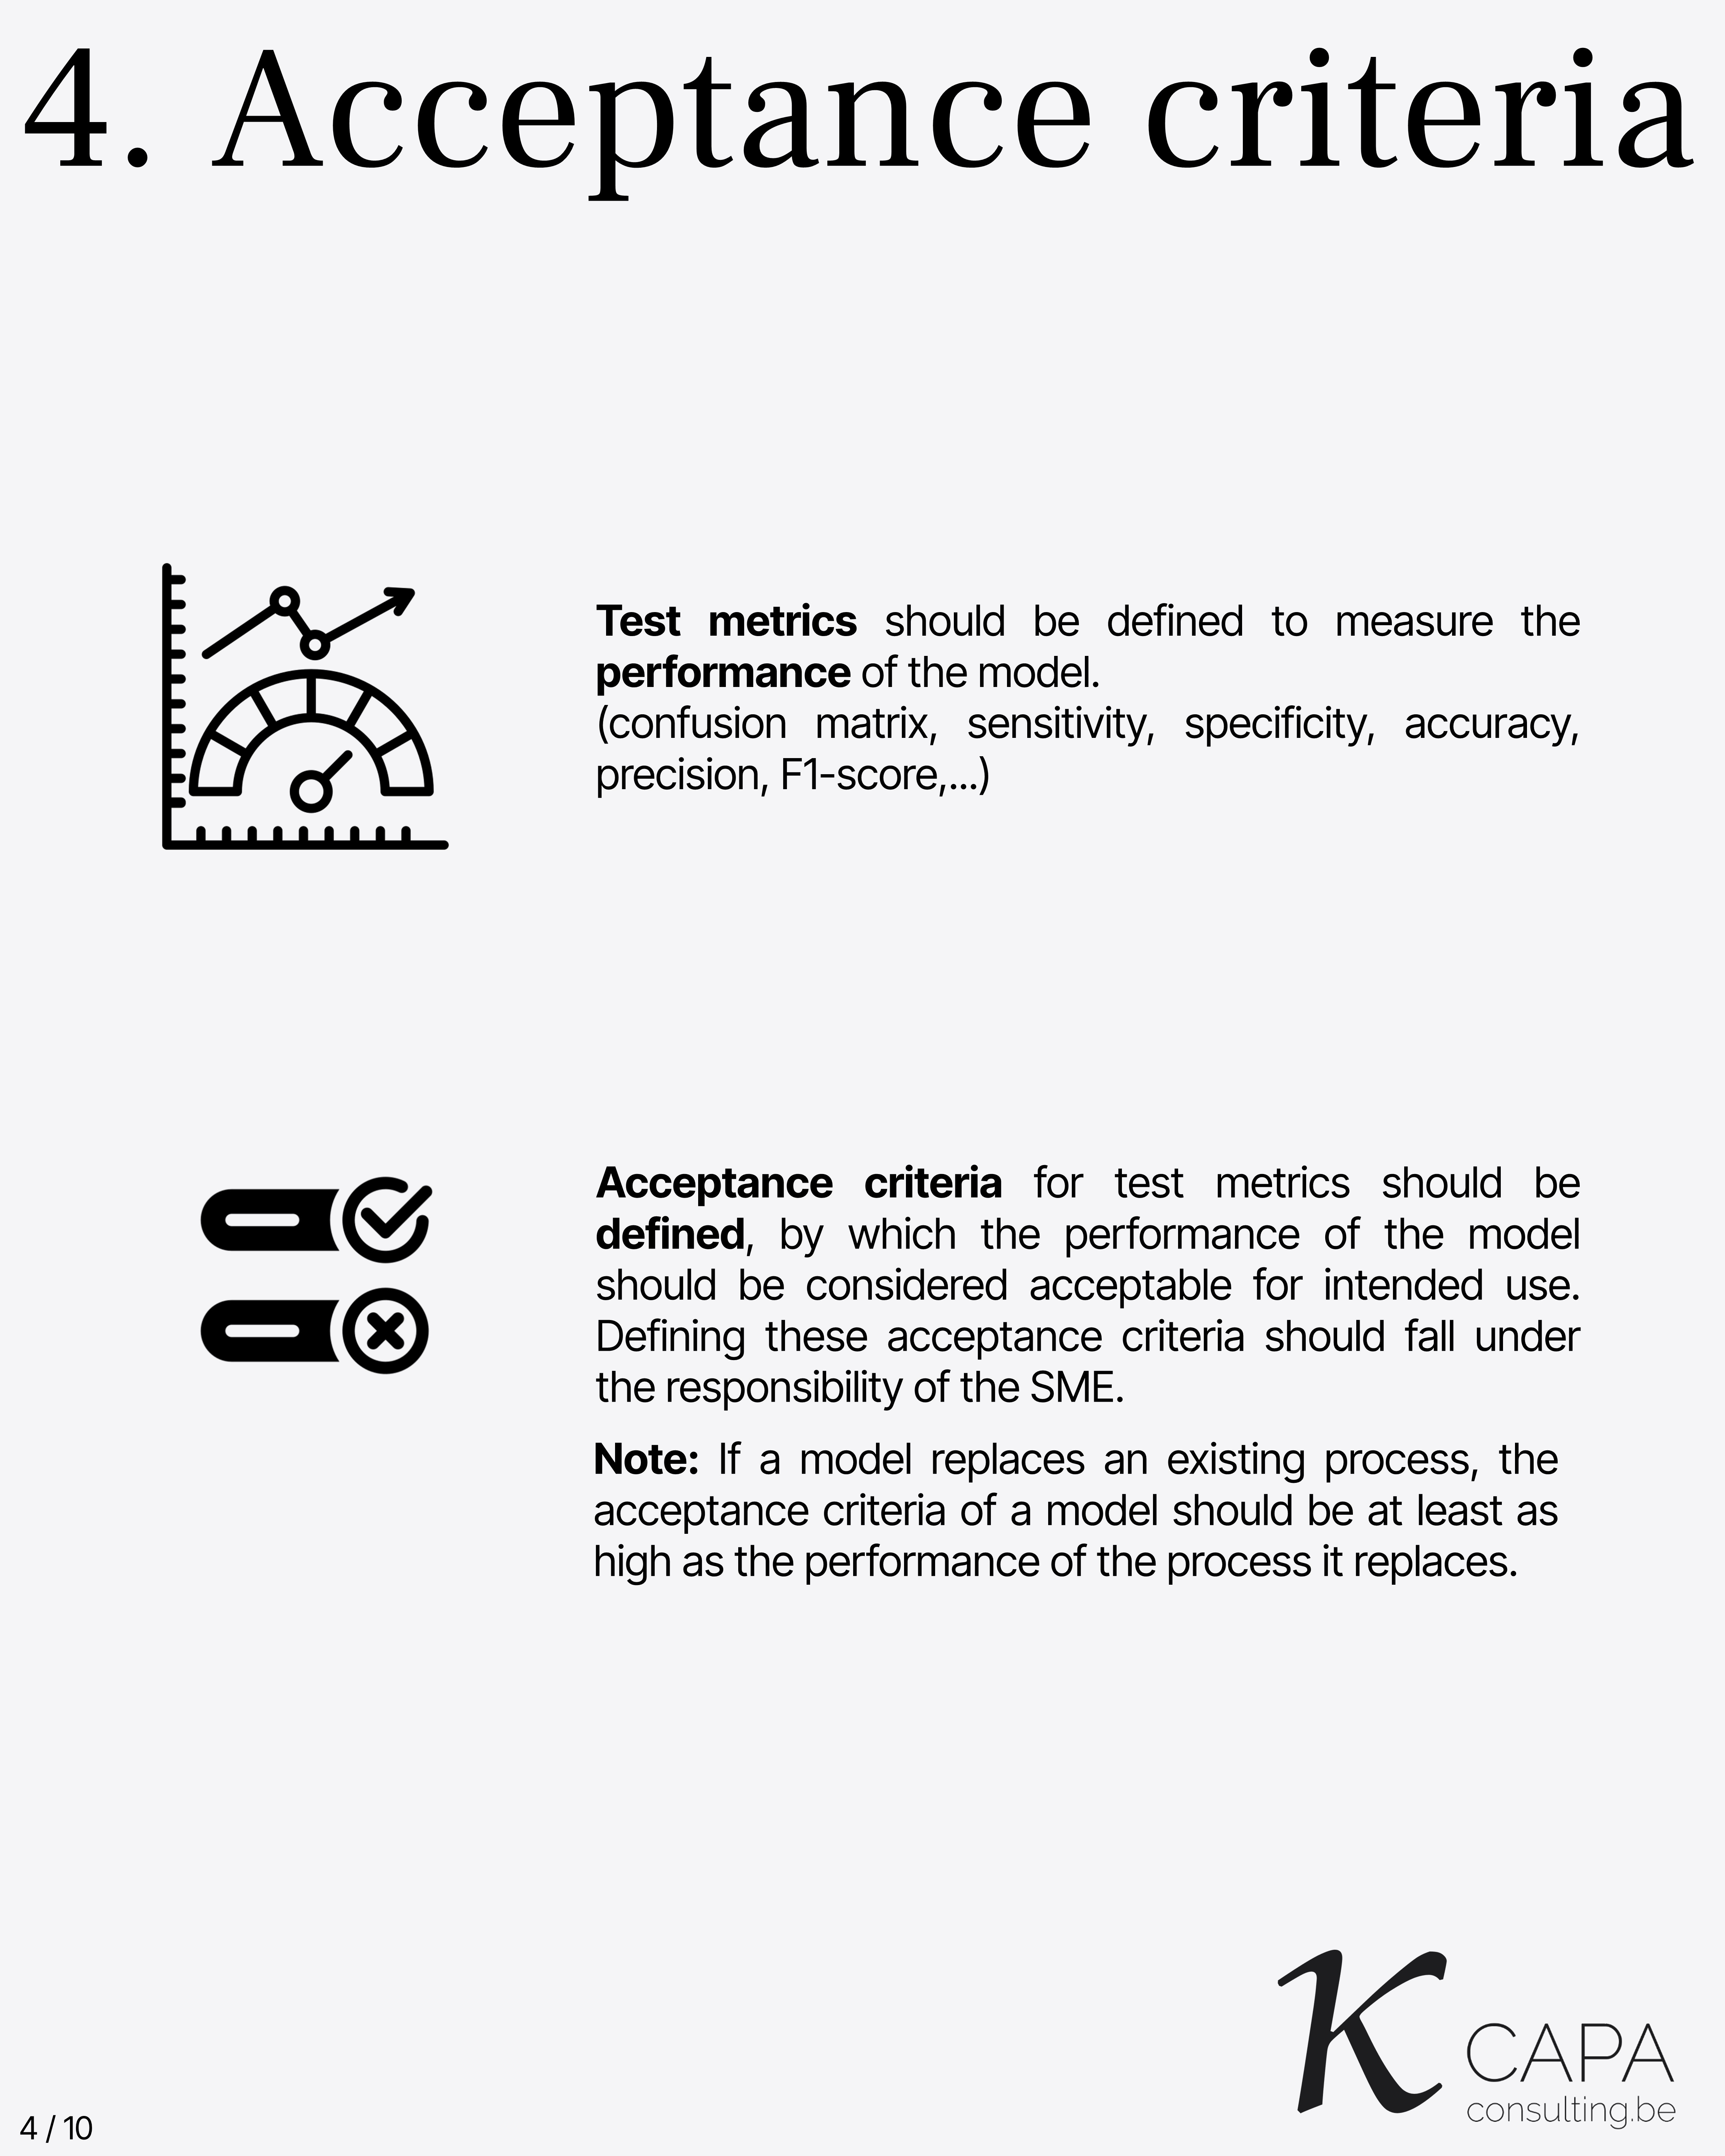 4. Acceptance criteria
Test metrics should be defined to measure the
performance of the model.
(confusion matrix, sensitivity, specificity, accuracy,
precision, F1-score,...)
Acceptance criteria for test metrics should be
defined, by which the performance of the model
should be considered acceptable for intended use.
Defining these acceptance criteria should fall under
the responsibility of the SME.
Note: If a model replaces an existing process, the
acceptance criteria of a model should be at least as
high as the performance of the process it replaces.
K CAPA
consulting.be
4 / 10